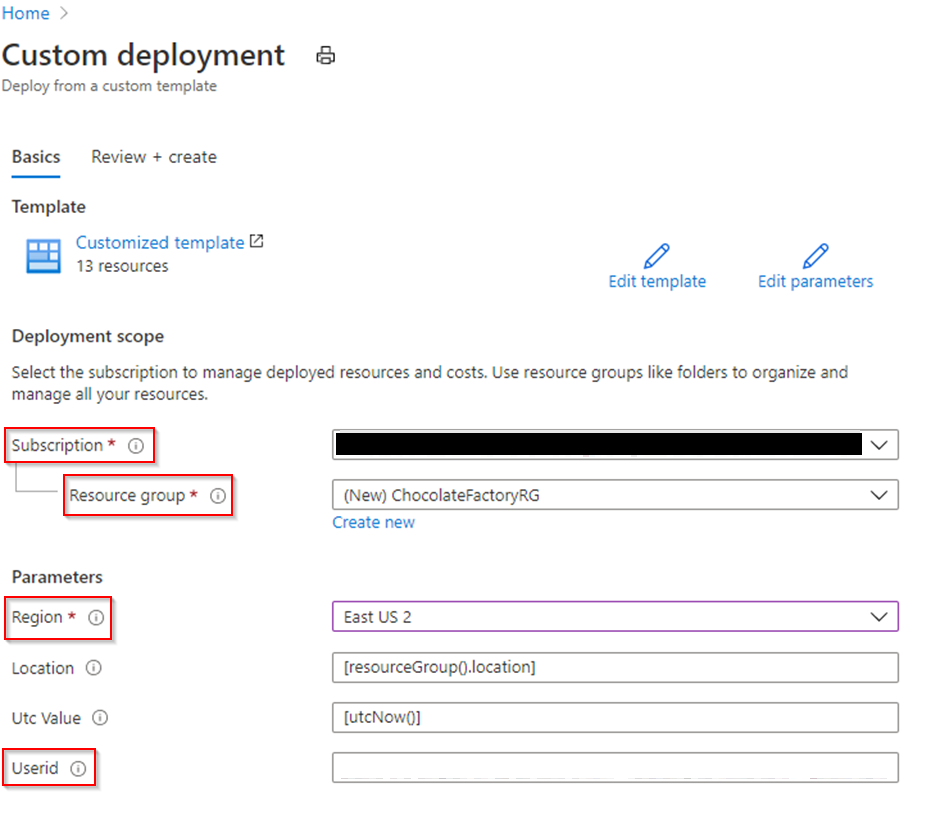 Home >
Custom deployment
Deploy from a custom template
Basics Review + create
Template
Customized template
13 resources
Edit template Edit parameters
Deployment scope
Select the subscription to manage deployed resources and costs. Use resource groups like folders to organize and
manage all your resources.
Subscription *
Resource group * (New) ChocolateFactoryRG
Create new
Parameters
Region * East US 2
Location [resourceGroup().location]
Utc Value [utcNow()]
Userid